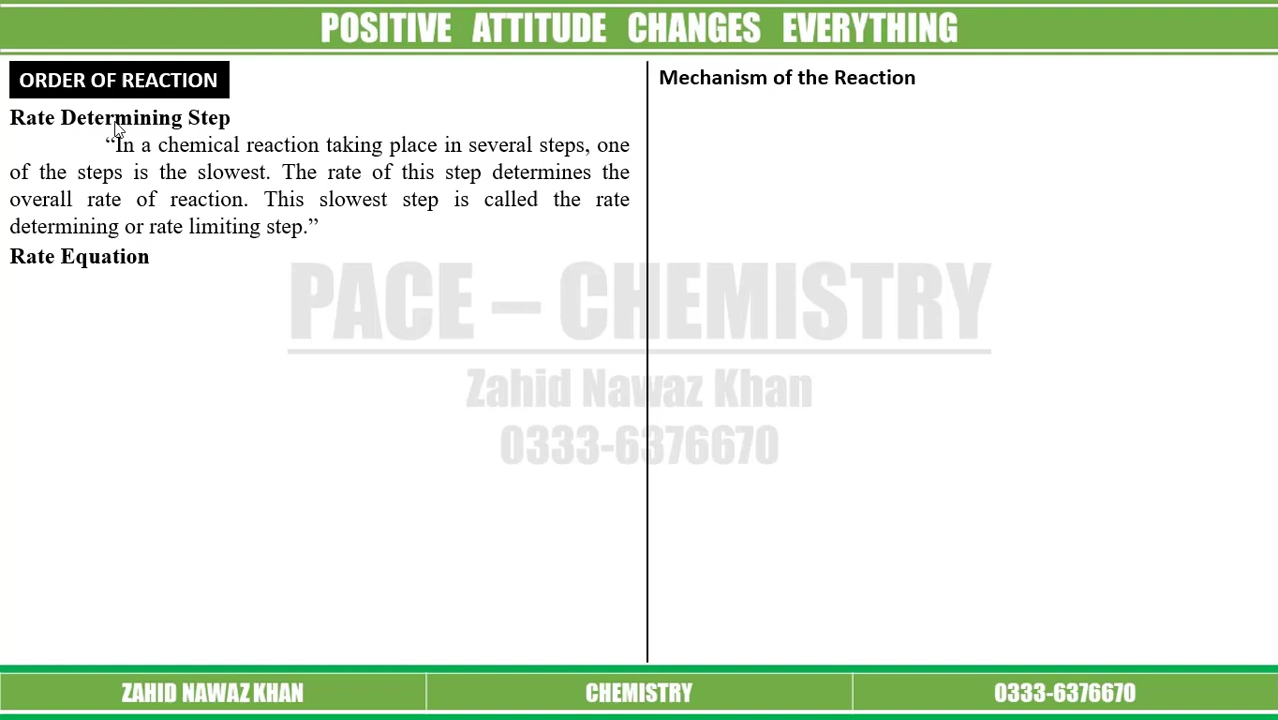 POSITIVE ATTITUDE CHANGES EVERYTHING
ORDER OF REACTION
Rate Determining Step
“In a chemical reaction taking place in several steps, one
of the steps is the slowest. The rate of this step determines the
overall rate of reaction. This slowest step is called the rate
determining or rate limiting step.”
Rate Equation
Mechanism of the Reaction
PACE – CHEMISTRY
Zahid Nawaz Khan
0333-6376670
ZAHID NAWAZ KHAN
CHEMISTRY
0333-6376670